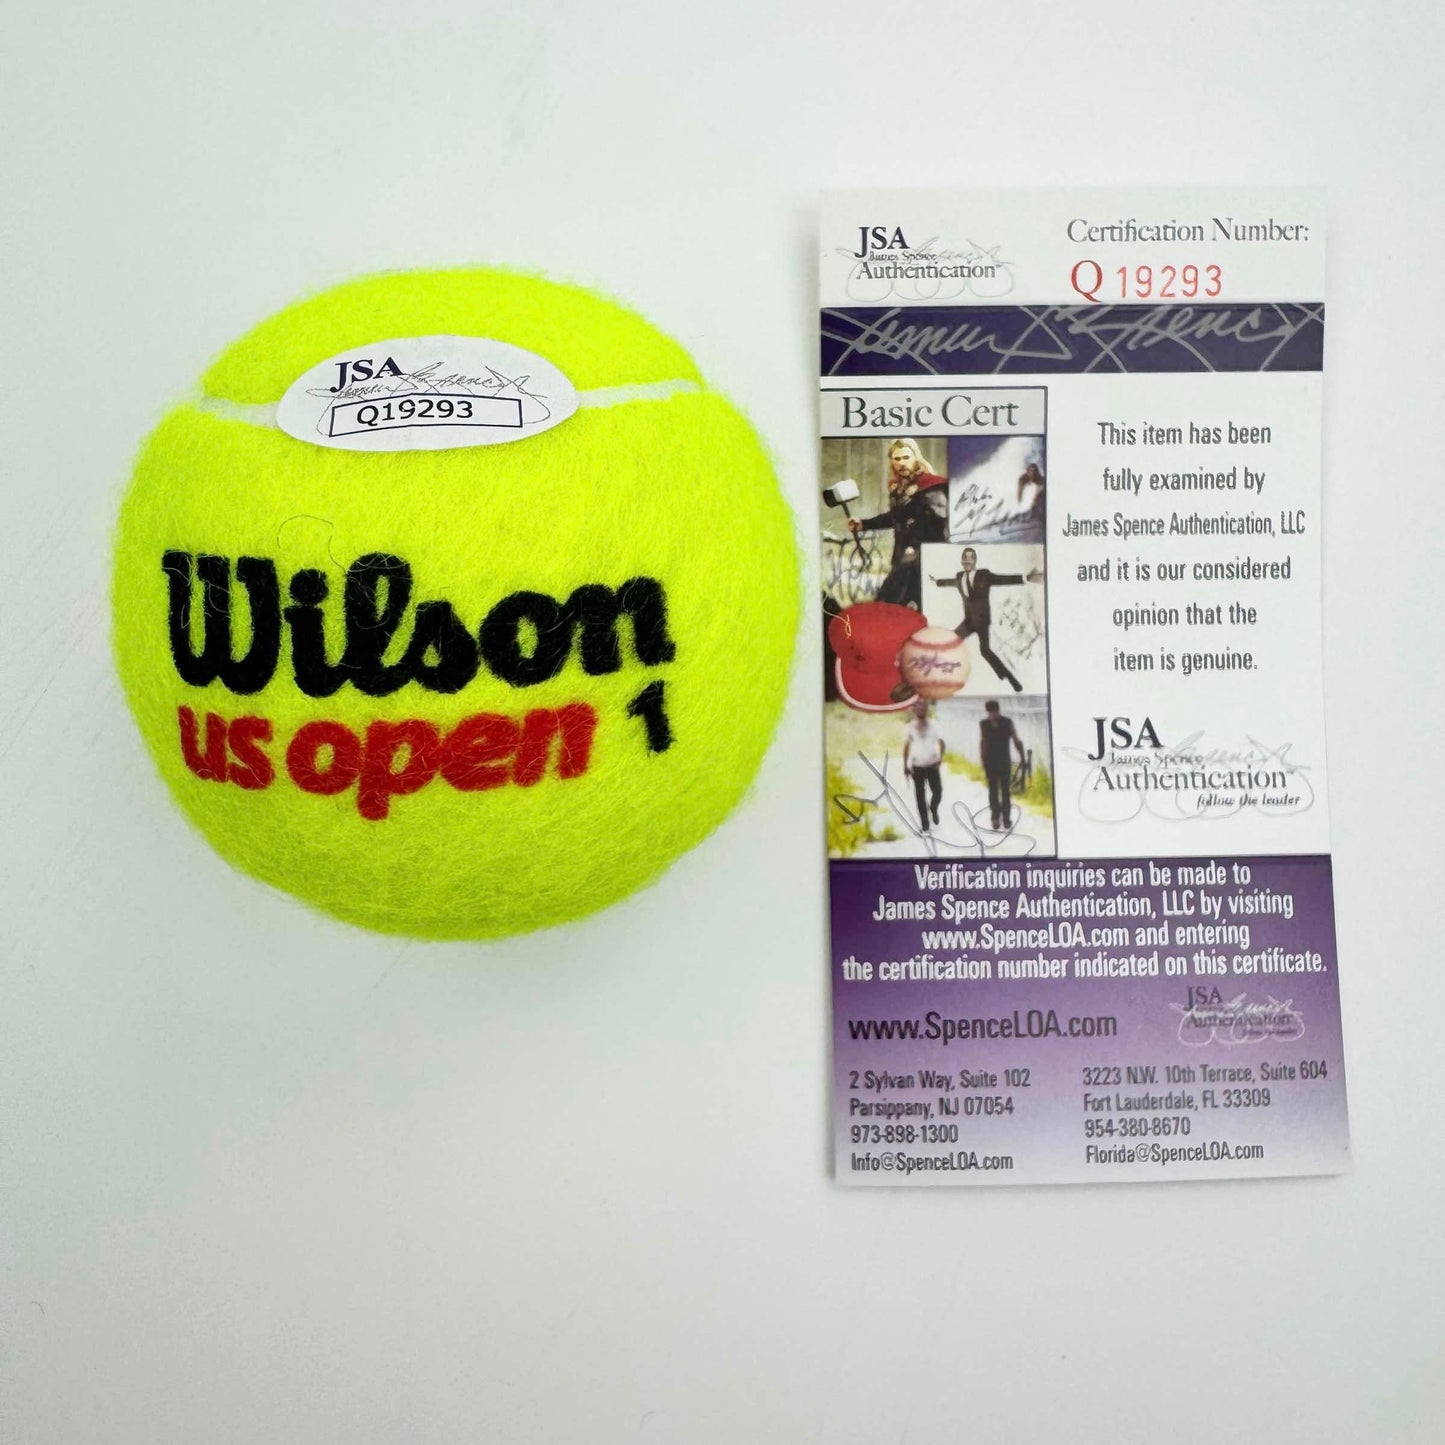 JSA
Q19293
Wilson
us open 1
JSA
James Spence
Authentication™
Certification Number:
Q 19293
Basic Cert
This item has been
fully examined by
James Spence Authentication, LLC
and it is our considered
opinion that the
item is genuine.
JSA
James Spence
Authentication™
follow the leader
Verification inquiries can be made to
James Spence Authentication, LLC by visiting
www.SpenceLOA.com and entering
the certification number indicated on this certificate.
JSA
Authentication
www.SpenceLOA.com
2 Sylvan Way, Suite 102
Parsippany, NJ 07054
973-898-1300
Info@SpenceLOA.com
3223 N.W. 10th Terrace, Suite 604
Fort Lauderdale, FL 33309
954-380-8670
Florida@SpenceLOA.com